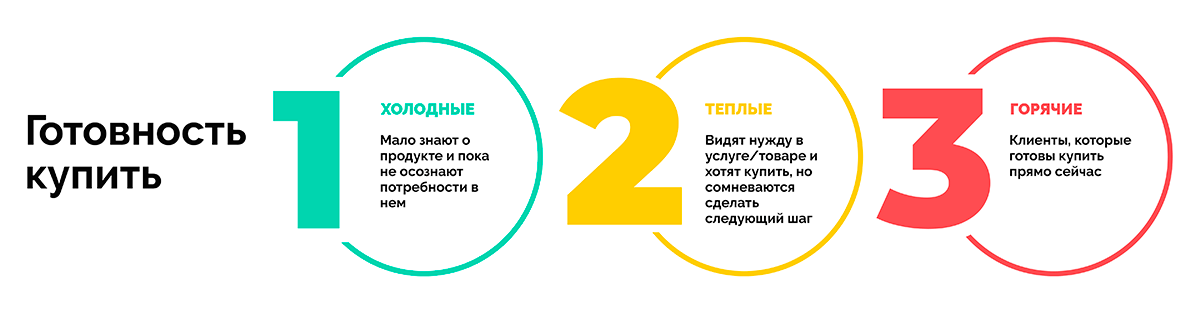 Готовность
купить
1
ХОЛОДНЫЕ
Мало знают о
продукте и пока
не осознают
потребности в
нем
2
ТЕПЛЫЕ
Видят нужду в
услуге/товаре и
хотят купить, но
сомневаются
сделать
следующий шаг
3
ГОРЯЧИЕ
Клиенты, которые
готовы купить
прямо сейчас